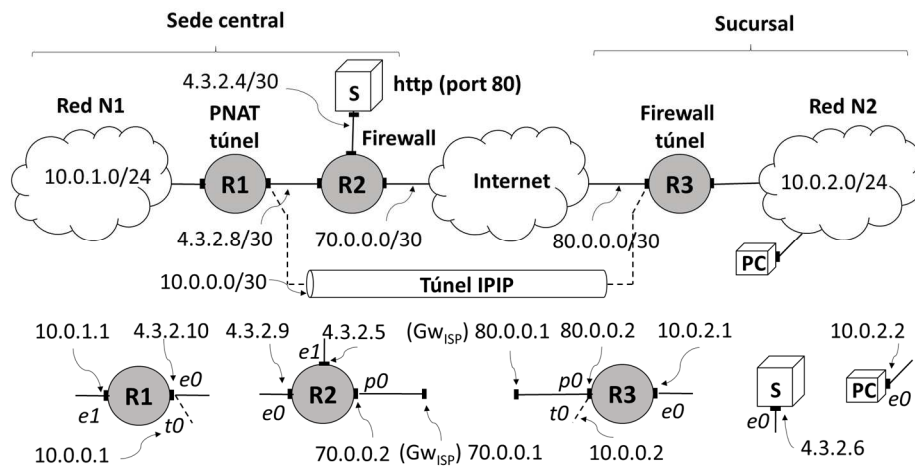 Sede central
Sucursal
4.3.2.4/30
S
http (port 80)
Red N1
PNAT
túnel
Firewall
Firewall
túnel
Red N2
10.0.1.0/24
R1
R2
Internet
R3
10.0.2.0/24
4.3.2.8/30
70.0.0.0/30
80.0.0.0/30
PC
10.0.0.0/30
Túnel IPIP
10.0.1.1
4.3.2.10
4.3.2.9
4.3.2.5
(GwISP)
80.0.0.1
80.0.0.2
10.0.2.1
10.0.2.2
e1
R1
e0
t0
10.0.0.1
e1
e0
R2
p0
70.0.0.2
(GwISP)
70.0.0.1
p0
t0
R3
e0
10.0.0.2
S
e0
4.3.2.6
PC
e0